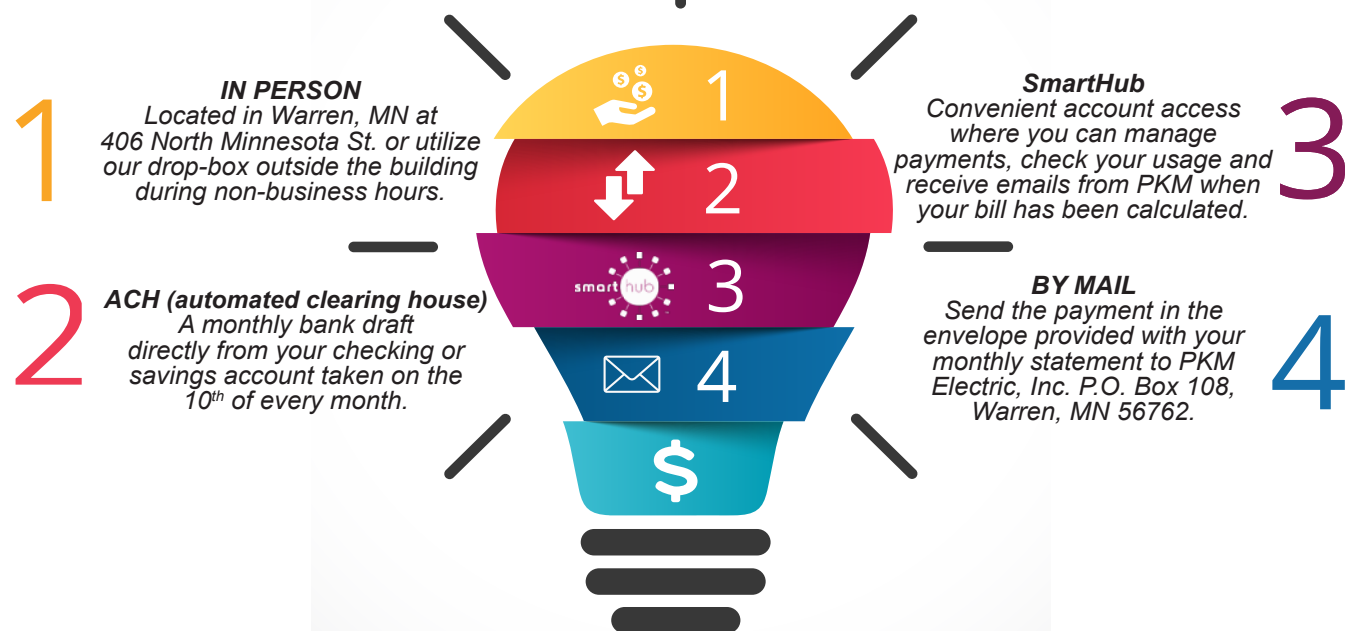 1
IN PERSON
Located in Warren, MN at
406 North Minnesota St. or utilize
our drop-box outside the building
during non-business hours.
2
ACH (automated clearing house)
A monthly bank draft
directly from your checking or
savings account taken on the
10th of every month.
1
2
smart hub
3
4
$
3
SmartHub
Convenient account access
where you can manage
payments, check your usage and
receive emails from PKM when
your bill has been calculated.
4
BY MAIL
Send the payment in the
envelope provided with your
monthly statement to PKM
Electric, Inc. P.O. Box 108,
Warren, MN 56762.